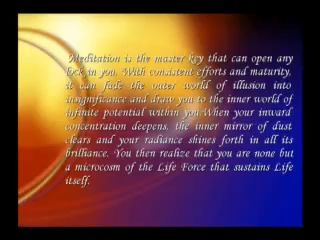 Meditation is the master key that can open any
lock in you. With consistent efforts and maturity,
it can fade the outer world of illusion into
insignificance and draw you to the inner world of
infinite potential within you.When your inward
concentration deepens, the inner mirror of dust
clears and your radiance shines forth in all its
brilliance. You then realize that you are none but
a microcosm of the Life Force that sustains Life
itself.